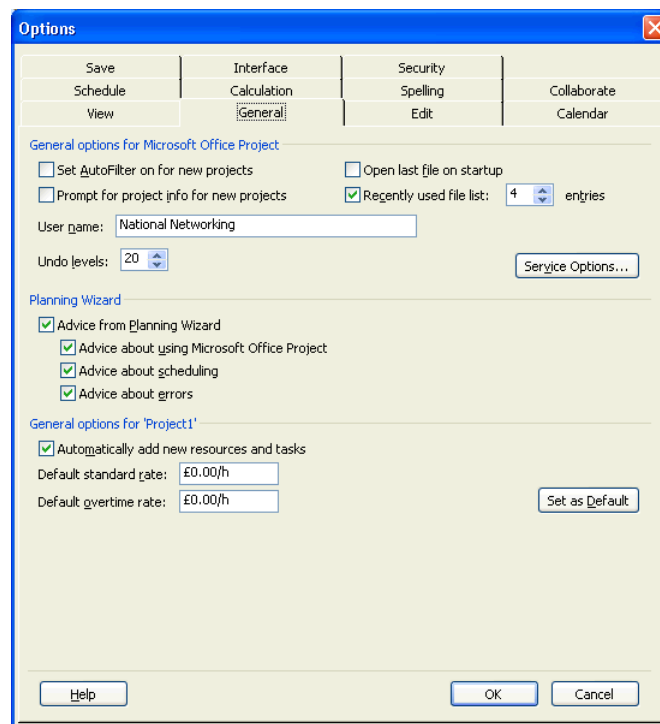 Options
Save Interface Security
Schedule Calculation Spelling Collaborate
View General Edit Calendar
General options for Microsoft Office Project
Set AutoFilter on for new projects Open last file on startup
Prompt for project info for new projects Recently used file list: 4 entries
User name: National Networking
Undo levels: 20 Service Options...
Planning Wizard
Advice from Planning Wizard
Advice about using Microsoft Office Project
Advice about scheduling
Advice about errors
General options for 'Project1'
Automatically add new resources and tasks
Default standard rate: £0.00/h
Default overtime rate: £0.00/h Set as Default
Help OK Cancel